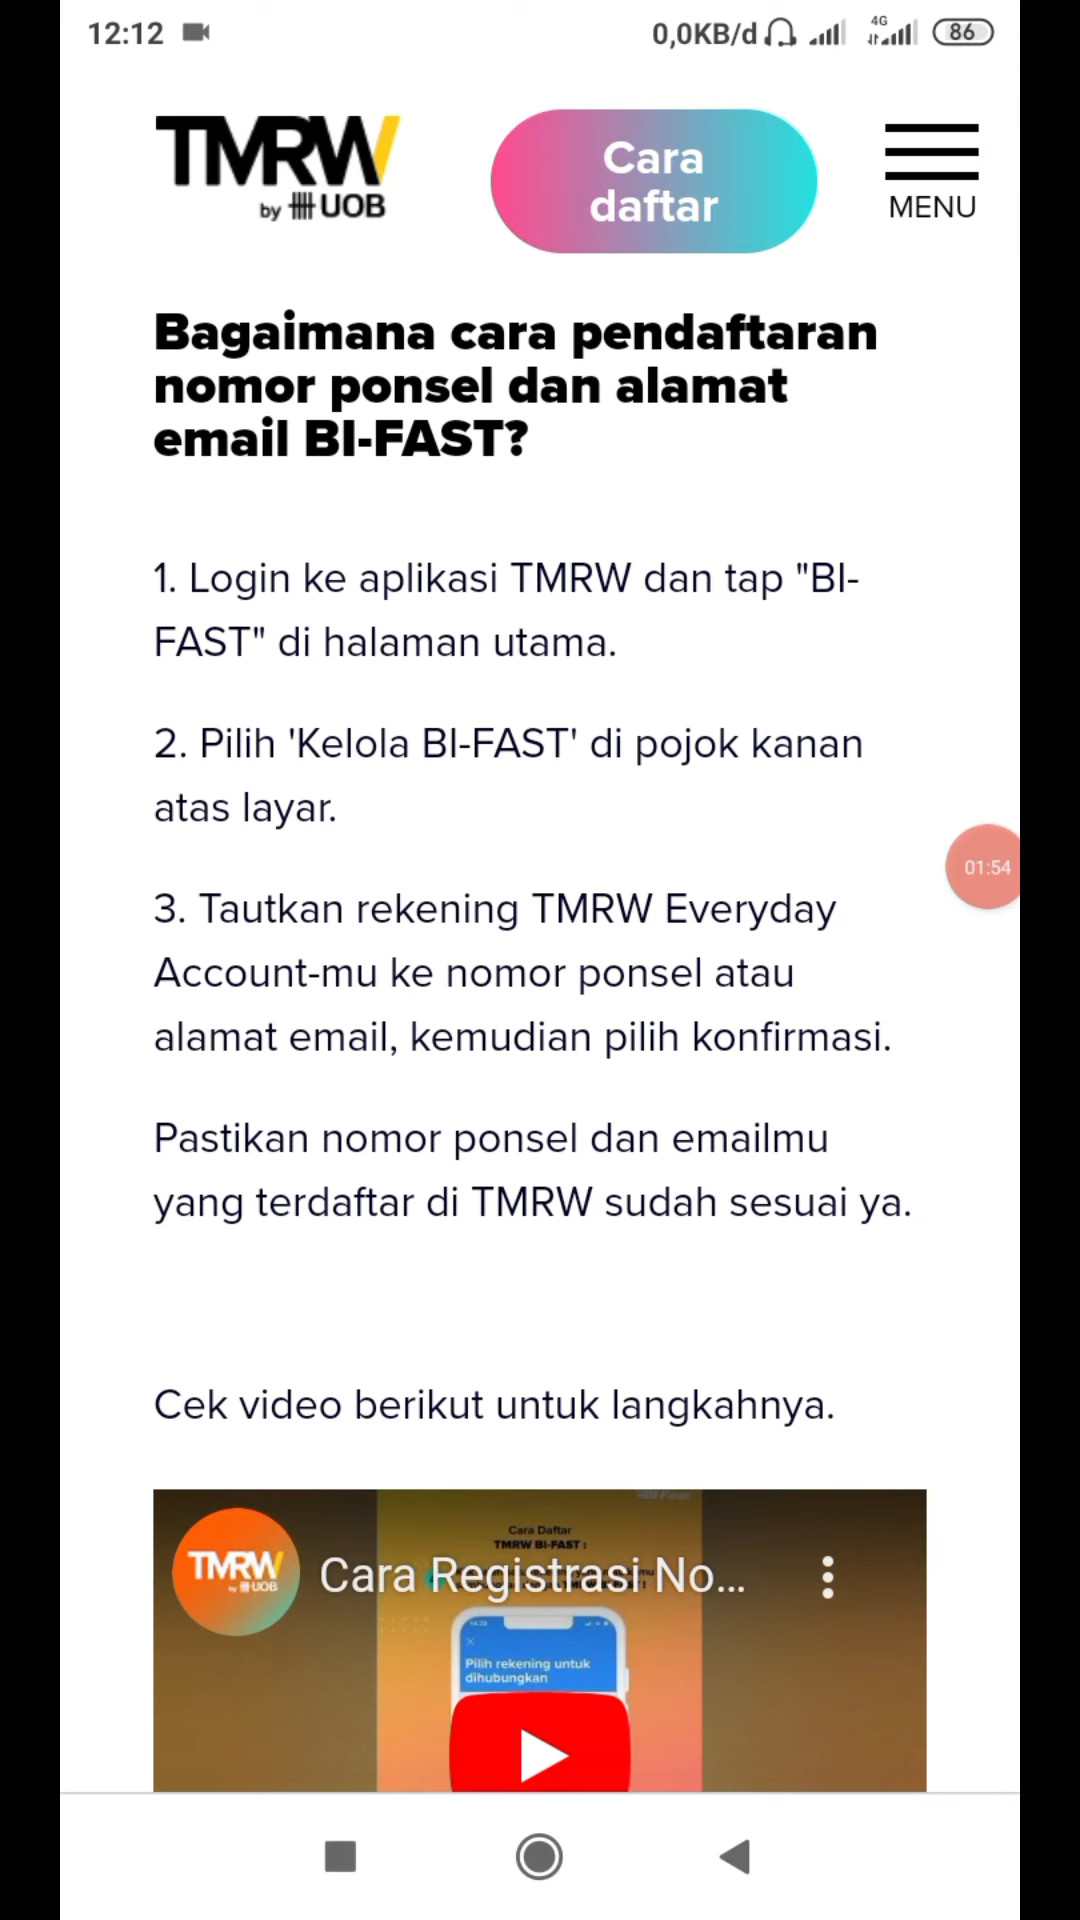 12:12
0,0KB/d
4G
86
TMRW
by UOB
Cara
daftar
MENU
Bagaimana cara pendaftaran
nomor ponsel dan alamat
email BI-FAST?
1. Login ke aplikasi TMRW dan tap "BI-
FAST" di halaman utama.
2. Pilih 'Kelola BI-FAST' di pojok kanan
atas layar.
01:54
3. Tautkan rekening TMRW Everyday
Account-mu ke nomor ponsel atau
alamat email, kemudian pilih konfirmasi.
Pastikan nomor ponsel dan emailmu
yang terdaftar di TMRW sudah sesuai ya.
Cek video berikut untuk langkahnya.
Cara Daftar
TMRW BI-FAST :
TMRW
by UOB
Cara Registrasi No...
Pilih rekening untuk
dihubungkan